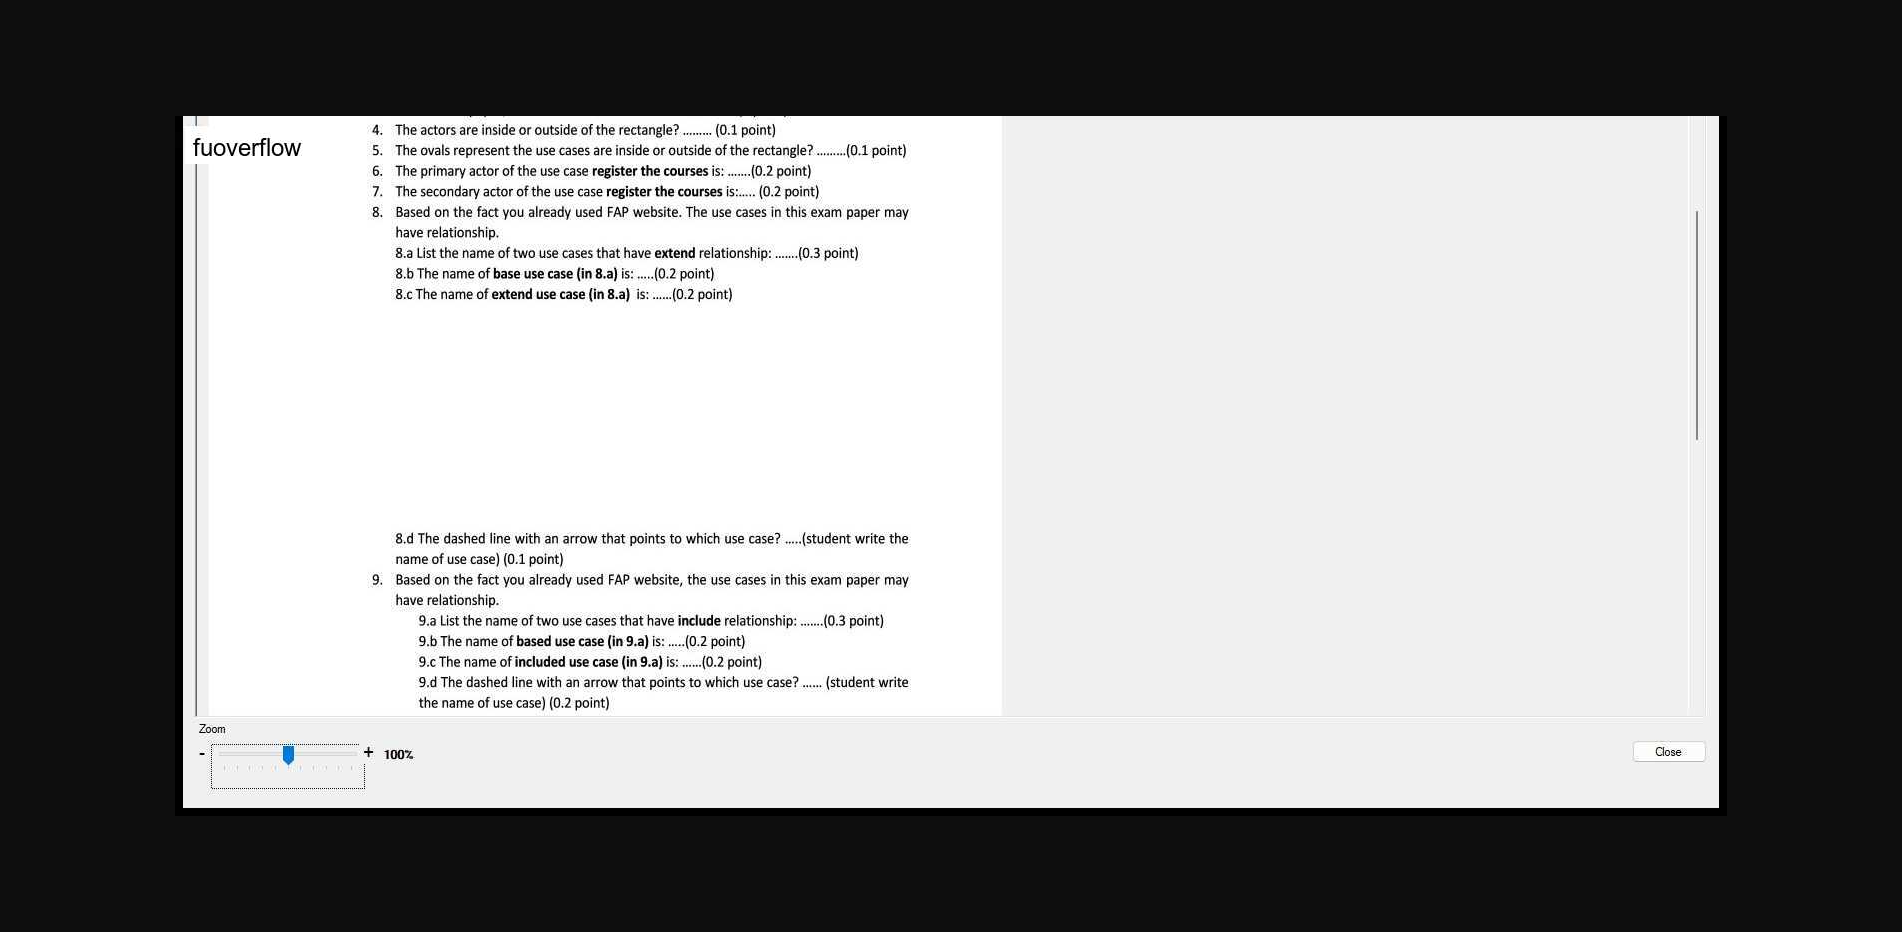 fuoverflow
4. The actors are inside or outside of the rectangle? ......... (0.1 point)
5. The ovals represent the use cases are inside or outside of the rectangle? .........(0.1 point)
6. The primary actor of the use case register the courses is: .......(0.2 point)
7. The secondary actor of the use case register the courses is:..... (0.2 point)
8. Based on the fact you already used FAP website. The use cases in this exam paper may
have relationship.
8.a List the name of two use cases that have extend relationship: .......(0.3 point)
8.b The name of base use case (in 8.a) is: .....(0.2 point)
8.c The name of extend use case (in 8.a) is: ......(0.2 point)
8.d The dashed line with an arrow that points to which use case? .....(student write the
name of use case) (0.1 point)
9. Based on the fact you already used FAP website, the use cases in this exam paper may
have relationship.
9.a List the name of two use cases that have include relationship: .......(0.3 point)
9.b The name of based use case (in 9.a) is: .....(0.2 point)
9.c The name of included use case (in 9.a) is: ......(0.2 point)
9.d The dashed line with an arrow that points to which use case? ...... (student write
the name of use case) (0.2 point)
Zoom
- + 100%
Close